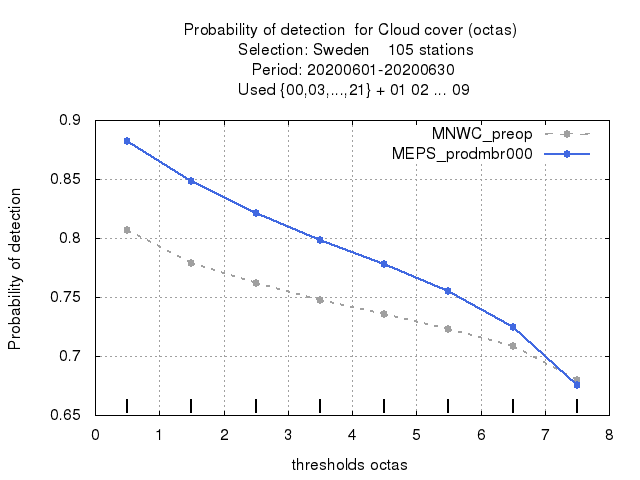 Probability of detection  for Cloud cover (octas)
Selection: Sweden    105 stations
Period: 20200601-20200630
Used {00,03,...,21} + 01 02 ... 09
MNWC_preop
MEPS_prodmbr000
Probability of detection
0.9
0.85
0.8
0.75
0.7
0.65
0 1 2 3 4 5 6 7 8
thresholds octas